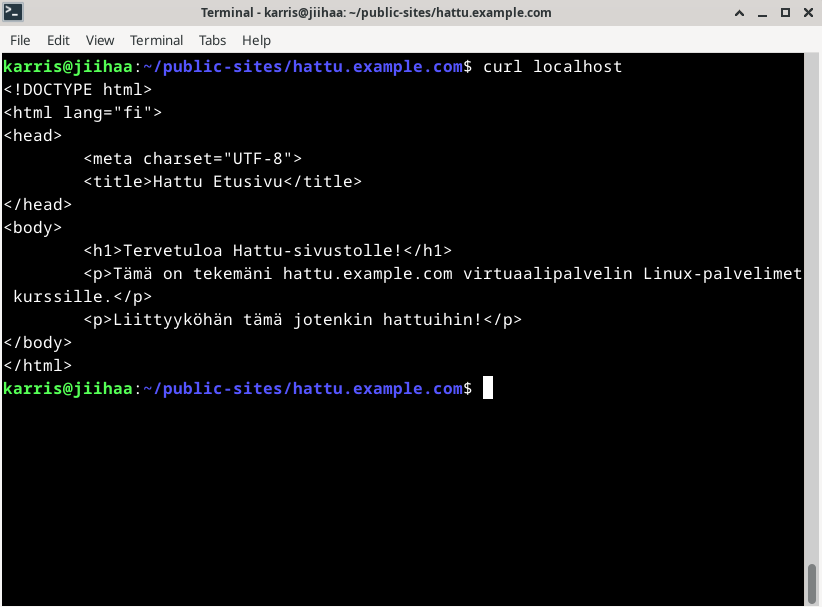 Terminal - karris@jiihaa: ~/public-sites/hattu.example.com
File Edit View Terminal Tabs Help
karris@jiihaa:~/public-sites/hattu.example.com$ curl localhost
<!DOCTYPE html>
<html lang="fi">
<head>
        <meta charset="UTF-8">
        <title>Hattu Etusivu</title>
</head>
<body>
        <h1>Tervetuloa Hattu-sivustolle!</h1>
        <p>Tämä on tekemäni hattu.example.com virtuaalipalvelin Linux-palvelimet
 kurssille.</p>
        <p>Liittyyköhän tämä jotenkin hattuihin!</p>
</body>
</html>
karris@jiihaa:~/public-sites/hattu.example.com$